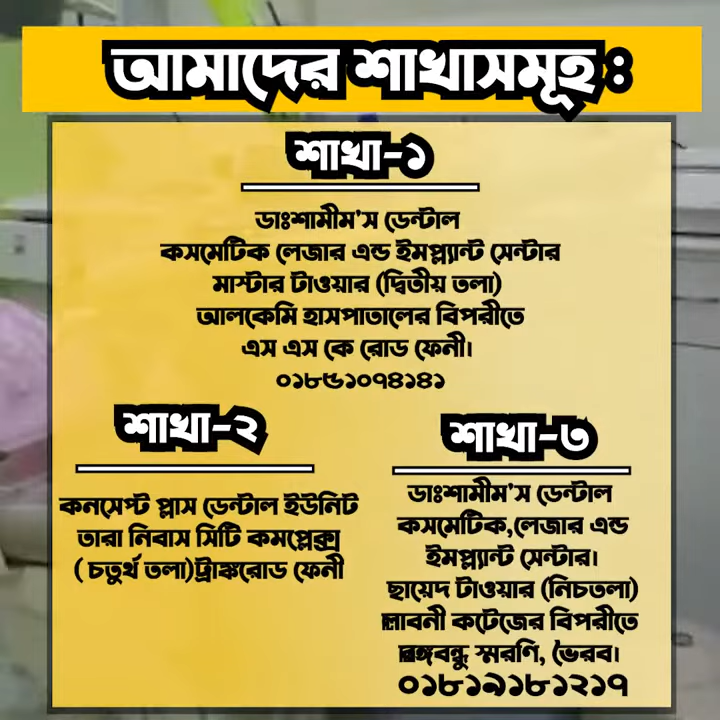 আমাদের শাখাসমূহ ঃ
শাখা-১
ডাঃশামীম'স ডেন্টাল
কসমেটিক লেজার এন্ড ইমপ্ল্যান্ট সেন্টার
মাস্টার টাওয়ার (দ্বিতীয় তলা)
আলকেমি হাসপাতালের বিপরীতে
এস এস কে রোড ফেনী।
০১৮৫১০৭৪১৪১
শাখা-২
কনসেপ্ট প্লাস ডেন্টাল ইউনিট
তারা নিবাস সিটি কমপ্লেক্স
( চতুর্থ তলা)ট্রাঙ্করোড ফেনী
শাখা-৩
ডাঃশামীম'স ডেন্টাল
কসমেটিক,লেজার এন্ড
ইমপ্ল্যান্ট সেন্টার।
ছায়েদ টাওয়ার (নিচতলা)
লাবনী কটেজের বিপরীতে
বঙ্গবন্ধু স্মরণি, ভৈরব।
০১৮১৯১৮১২১৭